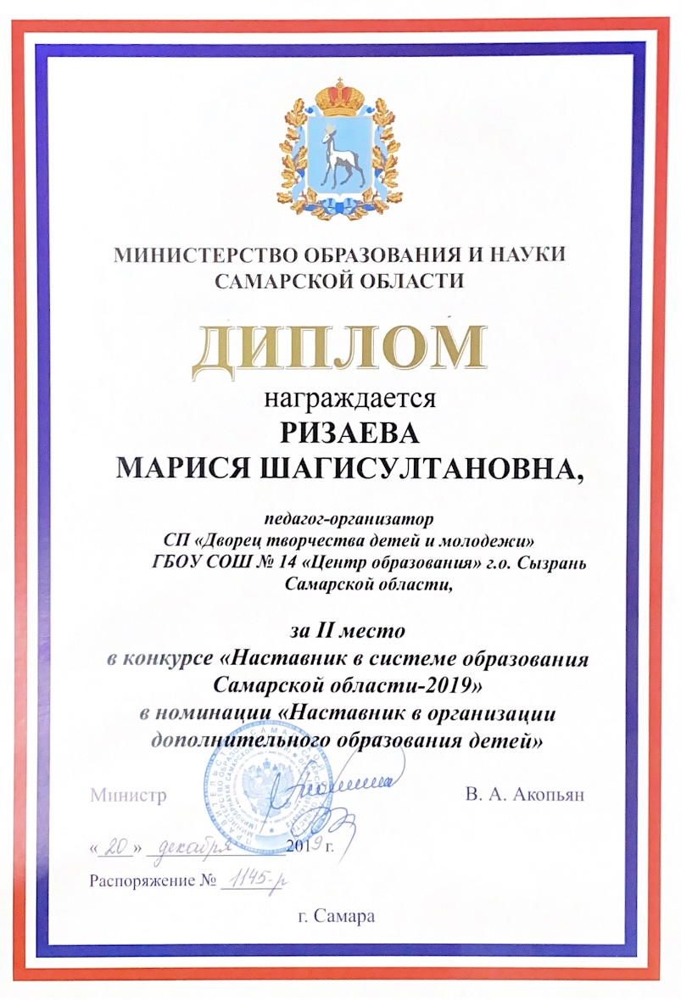 МИНИСТЕРСТВО ОБРАЗОВАНИЯ И НАУКИ
САМАРСКОЙ ОБЛАСТИ
ДИПЛОМ
награждается
РИЗАЕВА
МАРИСЯ ШАГИСУЛТАНОВНА,
педагог-организатор
СП «Дворец творчества детей и молодежи»
ГБОУ СОШ № 14 «Центр образования» г.о. Сызрань
Самарской области,
за II место
в конкурсе «Наставник в системе образования
Самарской области-2019»
в номинации «Наставник в организации
дополнительного образования детей»
Министр В. А. Акопьян
«20» декабря 2019 г.
Распоряжение № 1145-р
г. Самара